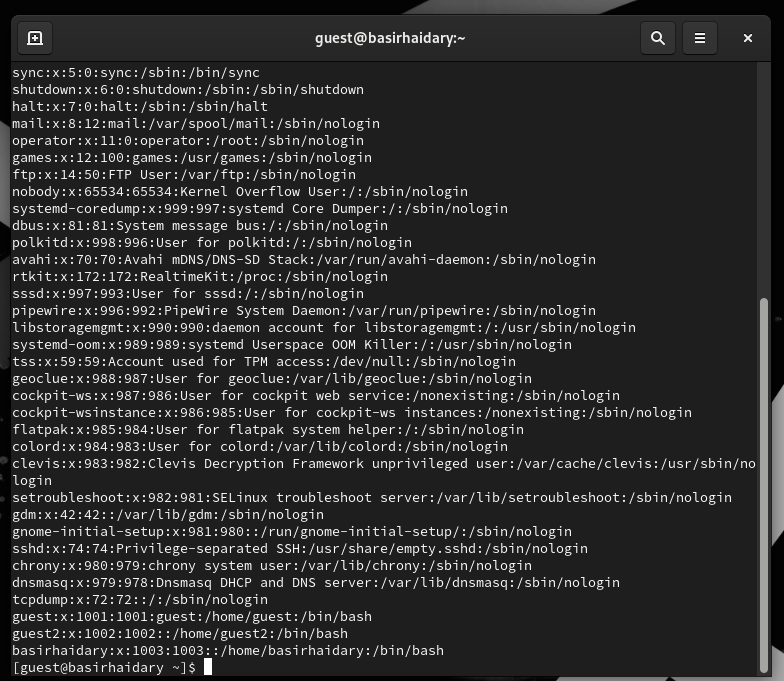 guest@basirhaidary:~
sync:x:5:0:sync:/sbin:/bin/sync
shutdown:x:6:0:shutdown:/sbin:/sbin/shutdown
halt:x:7:0:halt:/sbin:/sbin/halt
mail:x:8:12:mail:/var/spool/mail:/sbin/nologin
operator:x:11:0:operator:/root:/sbin/nologin
games:x:12:100:games:/usr/games:/sbin/nologin
ftp:x:14:50:FTP User:/var/ftp:/sbin/nologin
nobody:x:65534:65534:Kernel Overflow User:/:/sbin/nologin
systemd-coredump:x:999:997:systemd Core Dumper:/:/sbin/nologin
dbus:x:81:81:System message bus:/:/sbin/nologin
polkitd:x:998:996:User for polkitd:/:/sbin/nologin
avahi:x:70:70:Avahi mDNS/DNS-SD Stack:/var/run/avahi-daemon:/sbin/nologin
rtkit:x:172:172:RealtimeKit:/proc:/sbin/nologin
sssd:x:997:993:User for sssd:/:/sbin/nologin
pipewire:x:996:992:PipeWire System Daemon:/var/run/pipewire:/sbin/nologin
libstoragemgmt:x:990:990:daemon account for libstoragemgmt:/:/usr/sbin/nologin
systemd-oom:x:989:989:systemd Userspace OOM Killer:/:/usr/sbin/nologin
tss:x:59:59:Account used for TPM access:/dev/null:/sbin/nologin
geoclue:x:988:987:User for geoclue:/var/lib/geoclue:/sbin/nologin
cockpit-ws:x:987:986:User for cockpit web service:/nonexisting:/sbin/nologin
cockpit-wsinstance:x:986:985:User for cockpit-ws instances:/nonexisting:/sbin/nologin
flatpak:x:985:984:User for flatpak system helper:/:/sbin/nologin
colord:x:984:983:User for colord:/var/lib/colord:/sbin/nologin
clevis:x:983:982:Clevis Decryption Framework unprivileged user:/var/cache/clevis:/usr/sbin/no
login
setroubleshoot:x:982:981:SELinux troubleshoot server:/var/lib/setroubleshoot:/sbin/nologin
gdm:x:42:42::/var/lib/gdm:/sbin/nologin
gnome-initial-setup:x:981:980::/run/gnome-initial-setup/:/sbin/nologin
sshd:x:74:74:Privilege-separated SSH:/usr/share/empty.sshd:/sbin/nologin
chrony:x:980:979:chrony system user:/var/lib/chrony:/sbin/nologin
dnsmasq:x:979:978:Dnsmasq DHCP and DNS server:/var/lib/dnsmasq:/sbin/nologin
tcpdump:x:72:72::/:/sbin/nologin
guest:x:1001:1001:guest:/home/guest:/bin/bash
guest2:x:1002:1002::/home/guest2:/bin/bash
basirhaidary:x:1003:1003::/home/basirhaidary:/bin/bash
[guest@basirhaidary ~]$